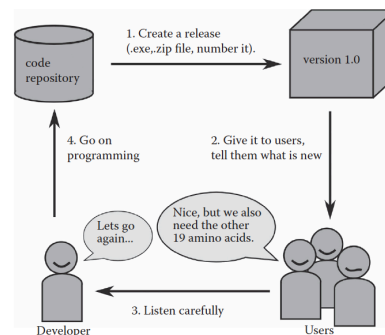 1. Create a release
(.exe,.zip file, number it).
code
repository
version 1.0
4. Go on
programming
2. Give it to users,
tell them what is new
Lets go
again...
Nice, but we also
need the other
19 amino acids.
3. Listen carefully
Developer
Users